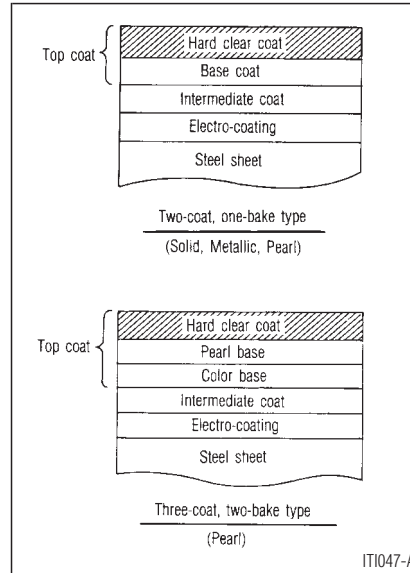 Hard clear coat
Top coat
Base coat
Intermediate coat
Electro-coating
Steel sheet
Two-coat, one-bake type
(Solid, Metallic, Pearl)
Hard clear coat
Top coat
Pearl base
Color base
Intermediate coat
Electro-coating
Steel sheet
Three-coat, two-bake type
(Pearl)
ITI047-A